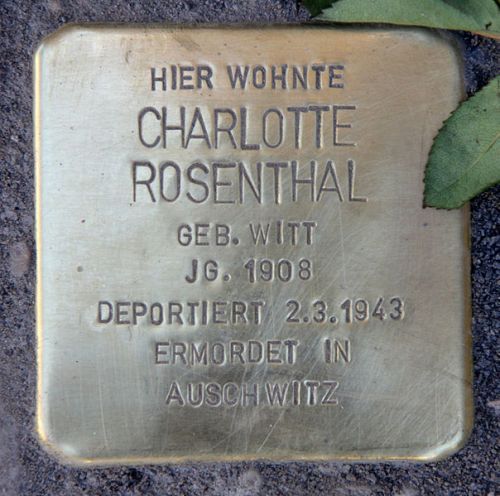 HIER WOHNTE
CHARLOTTE
ROSENTHAL
GEB. WITT
JG. 1908
DEPORTIERT 2.3.1943
ERMORDET IN
AUSCHWITZ